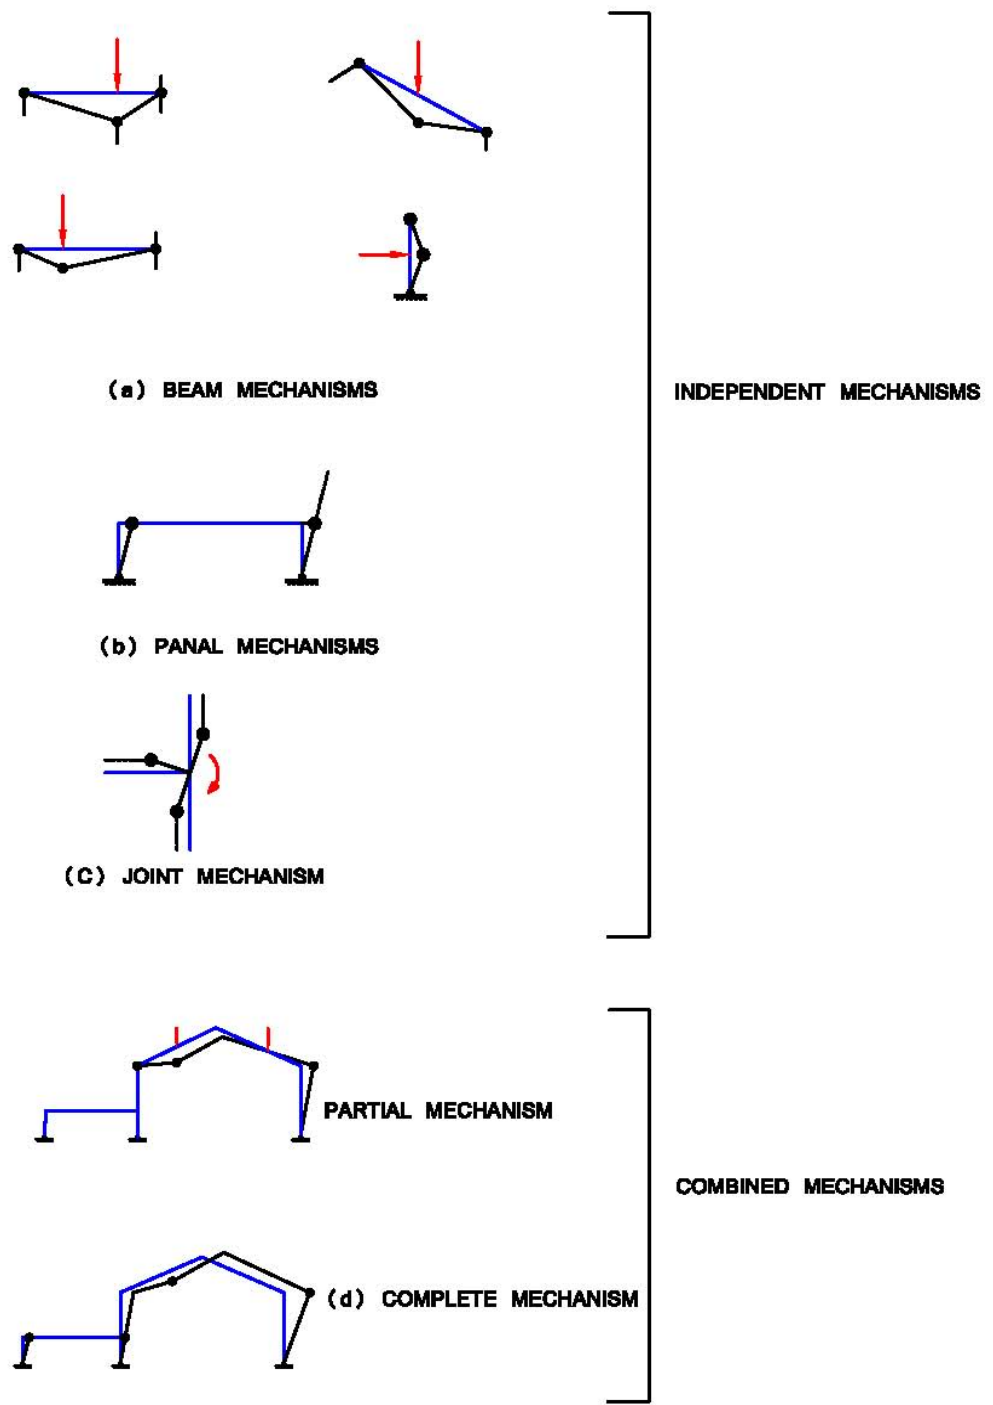 (a) BEAM MECHANISMS
INDEPENDENT MECHANISMS
(b) PANAL MECHANISMS
(C) JOINT MECHANISM
PARTIAL MECHANISM
COMBINED MECHANISMS
(d) COMPLETE MECHANISM